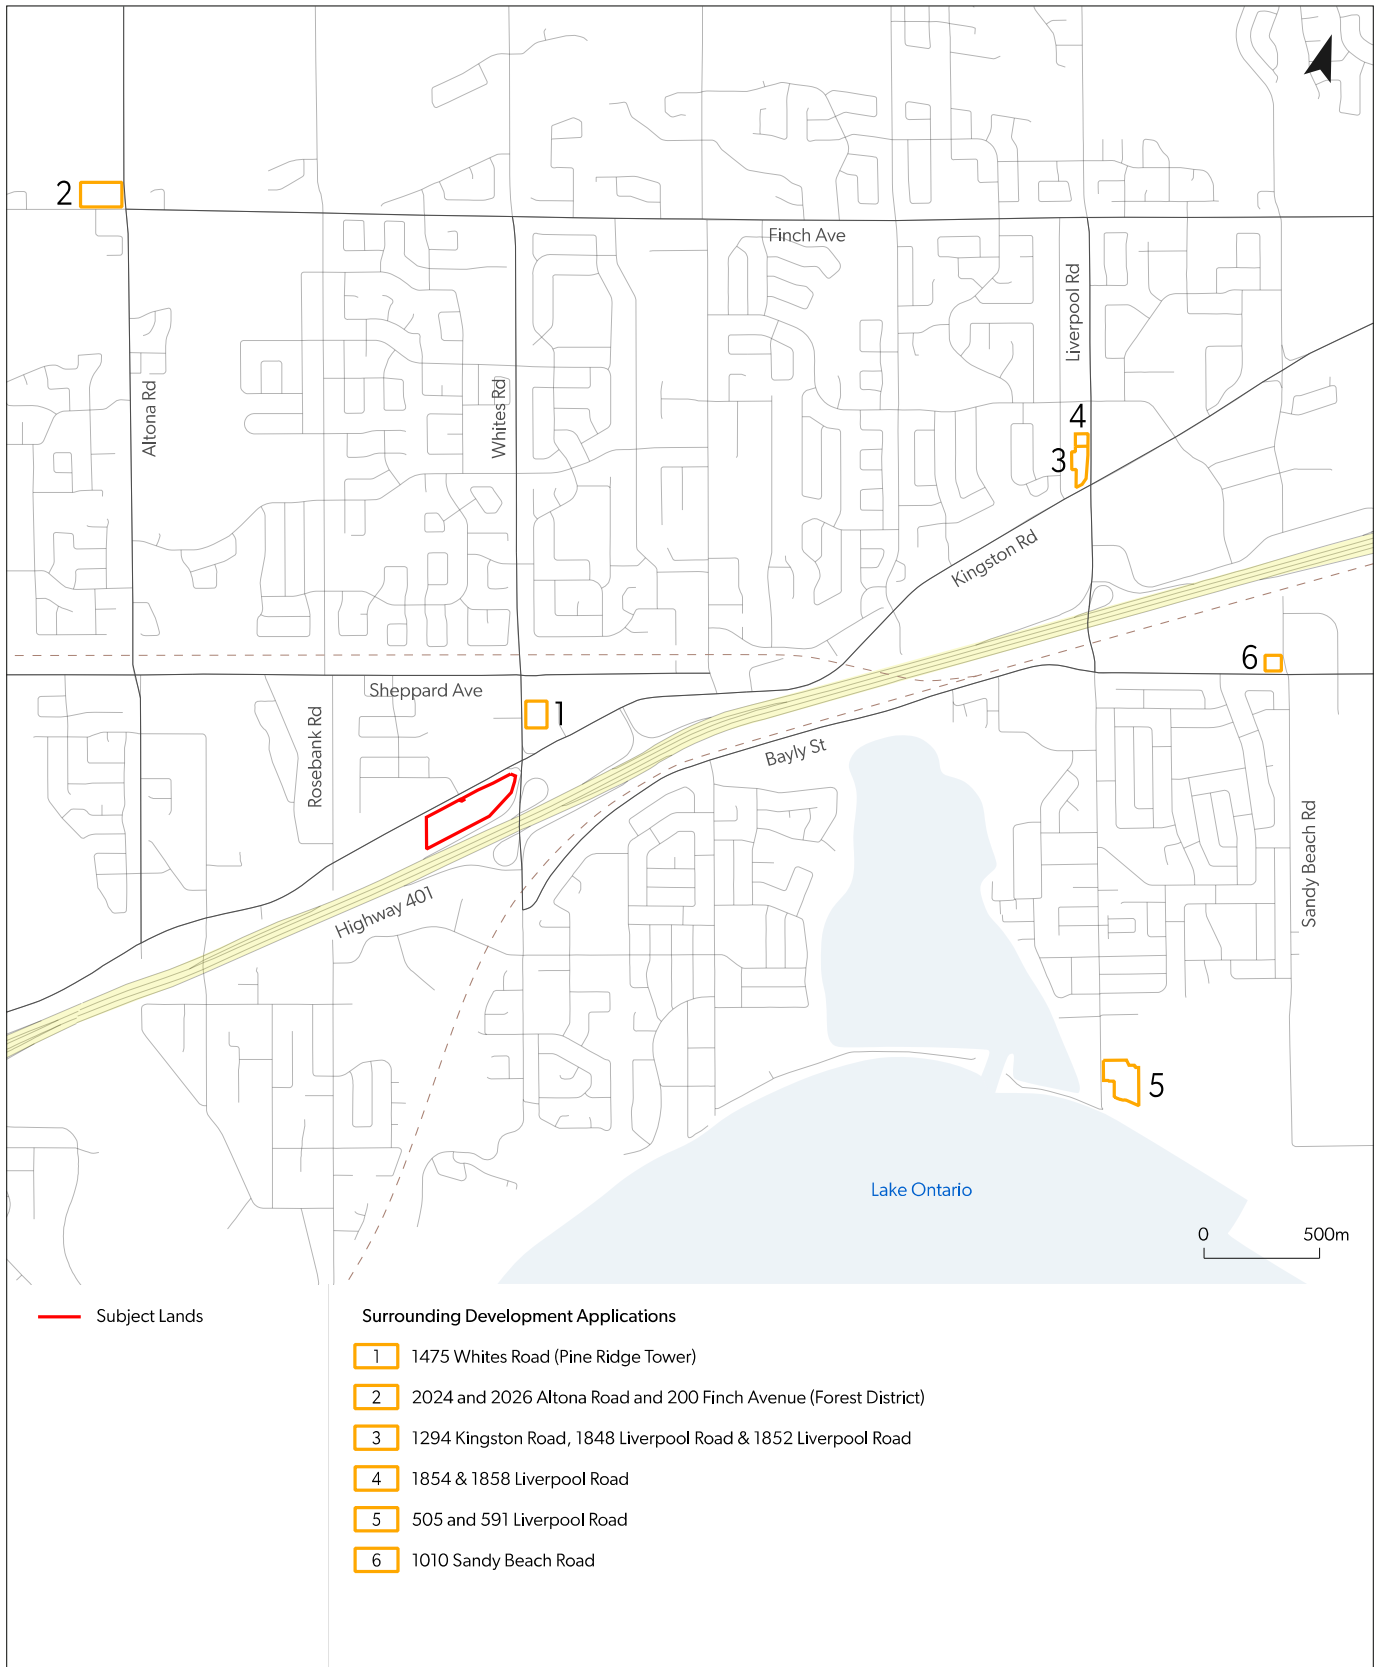 2
Finch Ave
Liverpool Rd
Altona Rd
Whites Rd
4
3
Kingston Rd
6
Sheppard Ave
1
Rosebank Rd
Bayly St
Sandy Beach Rd
Highway 401
5
Lake Ontario
0 500m
Subject Lands
Surrounding Development Applications
1 1475 Whites Road (Pine Ridge Tower)
2 2024 and 2026 Altona Road and 200 Finch Avenue (Forest District)
3 1294 Kingston Road, 1848 Liverpool Road & 1852 Liverpool Road
4 1854 & 1858 Liverpool Road
5 505 and 591 Liverpool Road
6 1010 Sandy Beach Road